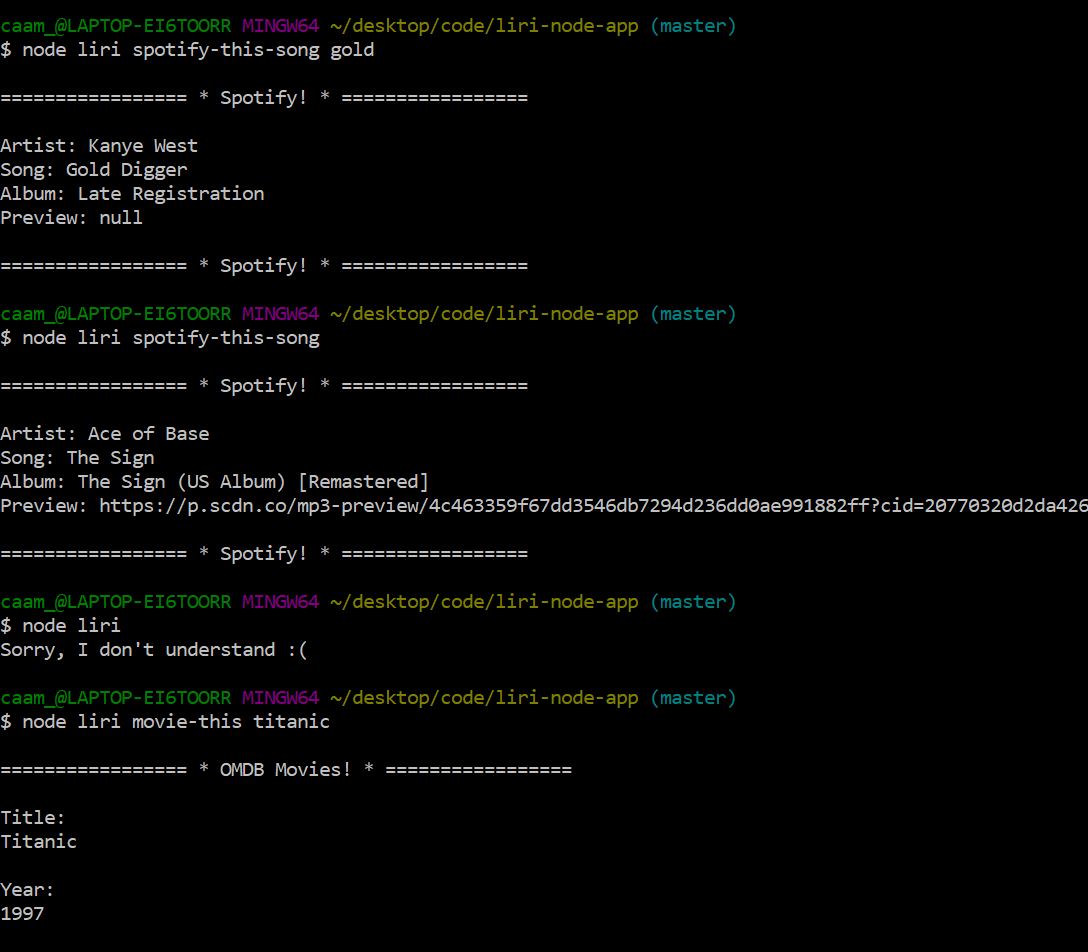 caam_@LAPTOP-EI6TOORR MINGW64 ~/desktop/code/liri-node-app (master)
$ node liri spotify-this-song gold
================= * Spotify! * =================
Artist: Kanye West
Song: Gold Digger
Album: Late Registration
Preview: null
================= * Spotify! * =================
caam_@LAPTOP-EI6TOORR MINGW64 ~/desktop/code/liri-node-app (master)
$ node liri spotify-this-song
================= * Spotify! * =================
Artist: Ace of Base
Song: The Sign
Album: The Sign (US Album) [Remastered]
Preview: https://p.scdn.co/mp3-preview/4c463359f67dd3546db7294d236dd0ae991882ff?cid=20770320d2da426
================= * Spotify! * =================
caam_@LAPTOP-EI6TOORR MINGW64 ~/desktop/code/liri-node-app (master)
$ node liri
Sorry, I don't understand :(
caam_@LAPTOP-EI6TOORR MINGW64 ~/desktop/code/liri-node-app (master)
$ node liri movie-this titanic
================= * OMDB Movies! * =================
Title:
Titanic
Year:
1997